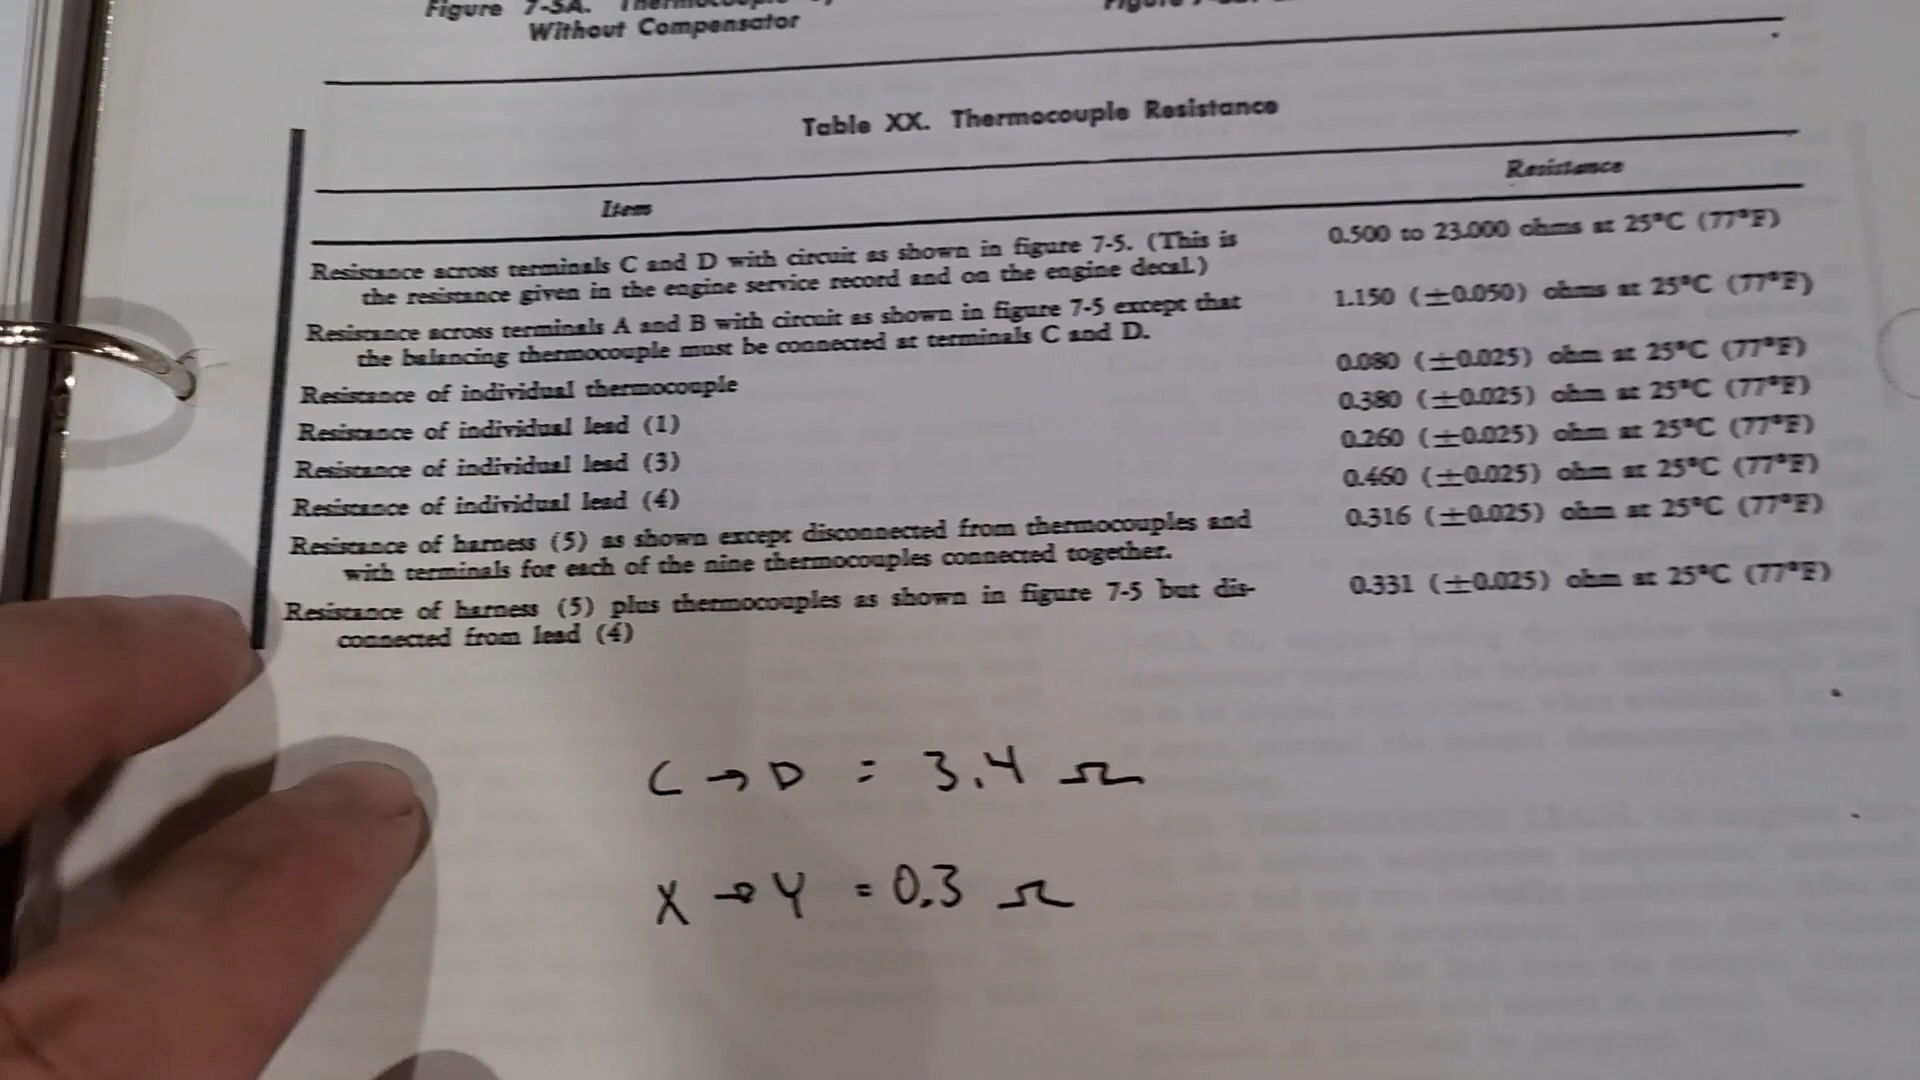 Figure 7-5A.
Without Compensator
Table XX. Thermocouple Resistance
Item
Resistance
Resistance across terminals C and D with circuit as shown in figure 7-5. (This is
the resistance given in the engine service record and on the engine decal.)
0.500 to 23.000 ohms at 25°C (77°F)
Resistance across terminals A and B with circuit as shown in figure 7-5 except that
the balancing thermocouple must be connected at terminals C and D.
1.150 (±0.050) ohms at 25°C (77°F)
Resistance of individual thermocouple
0.080 (±0.025) ohm at 25°C (77°F)
Resistance of individual lead (1)
0.380 (±0.025) ohm at 25°C (77°F)
Resistance of individual lead (3)
0.260 (±0.025) ohm at 25°C (77°F)
Resistance of individual lead (4)
0.460 (±0.025) ohm at 25°C (77°F)
Resistance of harness (5) as shown except disconnected from thermocouples and
with terminals for each of the nine thermocouples connected together.
0.316 (±0.025) ohm at 25°C (77°F)
Resistance of harness (5) plus thermocouples as shown in figure 7-5 but dis-
connected from lead (4)
0.331 (±0.025) ohm at 25°C (77°F)
C → D = 3.4 Ω
X → Y = 0.3 Ω